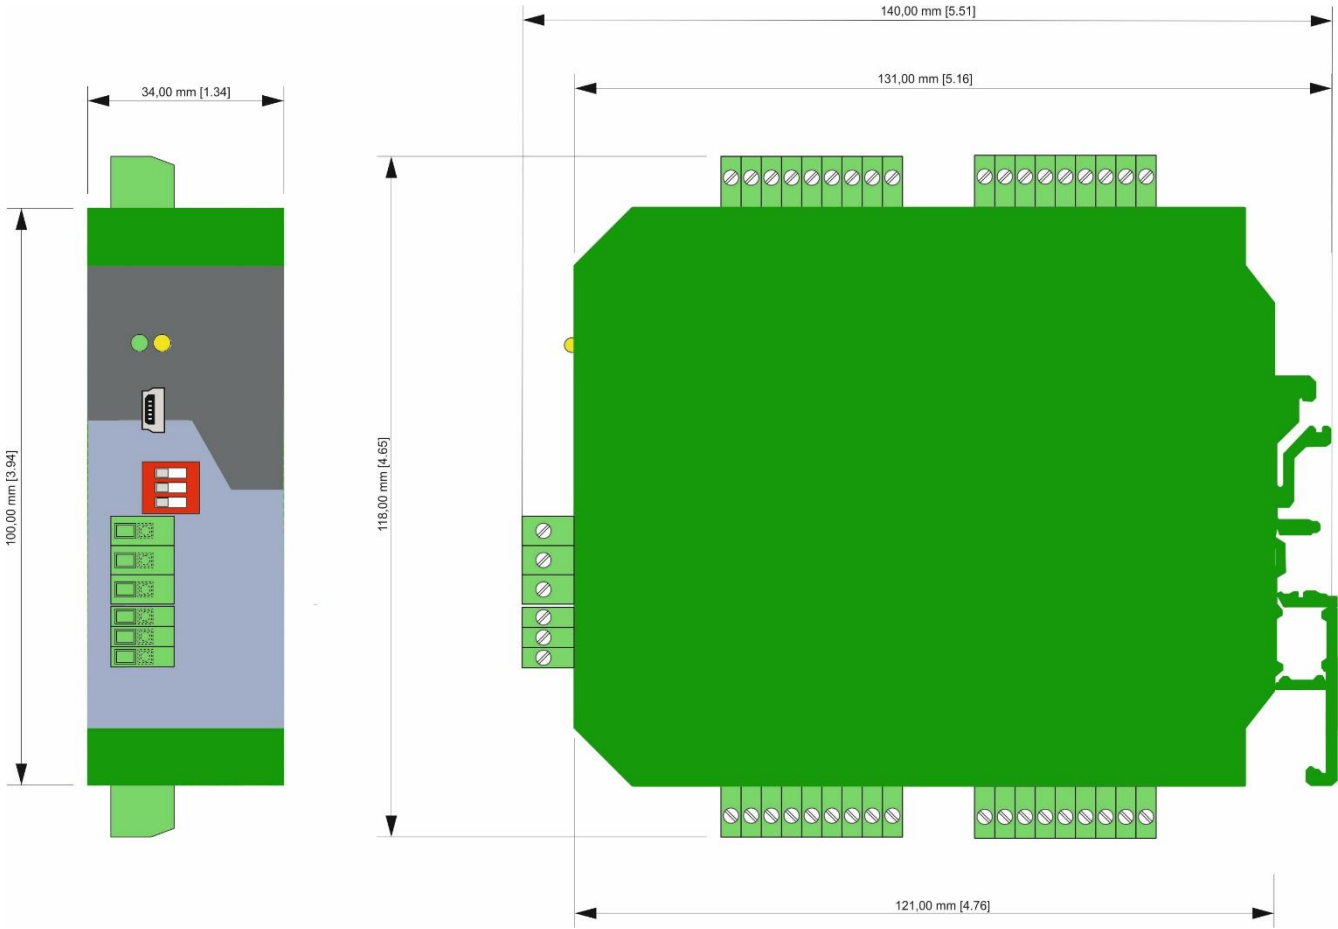 140,00 mm [5.51]
131,00 mm [5.16]
34,00 mm [1.34]
100,00 mm [3.94]
118,00 mm [4.65]
121,00 mm [4.76]